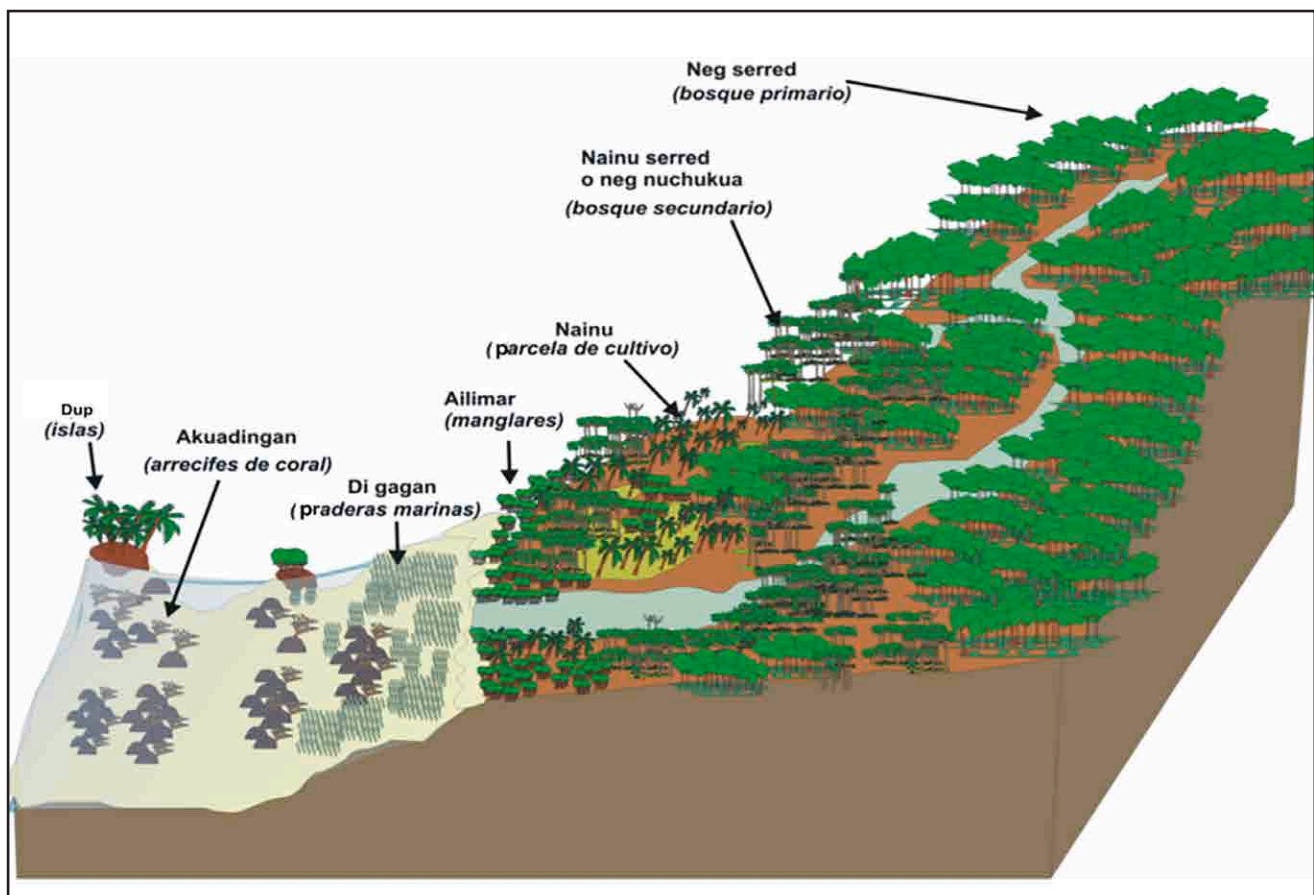 Neg serred
(bosque primario)
Nainu serred
o neg nuchukua
(bosque secundario)
Nainu
(parcela de cultivo)
Ailimar
(manglares)
Dup
(islas)
Akuadingan
(arrecifes de coral)
Di gagan
(praderas marinas)